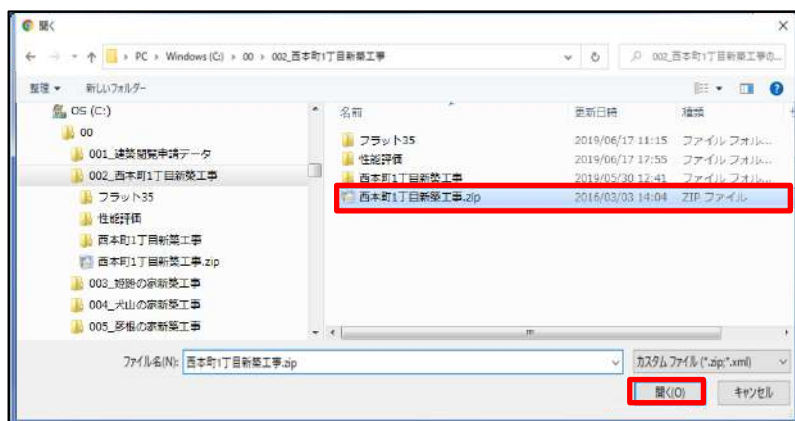 開く
PC › Windows (C:) › 00 › 002_西本町1丁目新築工事
002_西本町1丁目新築工事の...
整理 新しいフォルダー
OS (C:)
00
001_建築閲覧申請データ
002_西本町1丁目新築工事
フラット35
性能評価
西本町1丁目新築工事
西本町1丁目新築工事.zip
003_姫路の家新築工事
004_犬山の家新築工事
005_彦根の家新築工事
名前 更新日時 種類
フラット35 2019/06/17 11:15 ファイル フォル...
性能評価 2019/06/17 17:55 ファイル フォル...
西本町1丁目新築工事 2019/05/30 12:41 ファイル フォル...
西本町1丁目新築工事.zip 2016/03/03 14:04 ZIP ファイル
ファイル名(N): 西本町1丁目新築工事.zip
カスタム ファイル (*.zip;*.xml)
開く(O) キャンセル